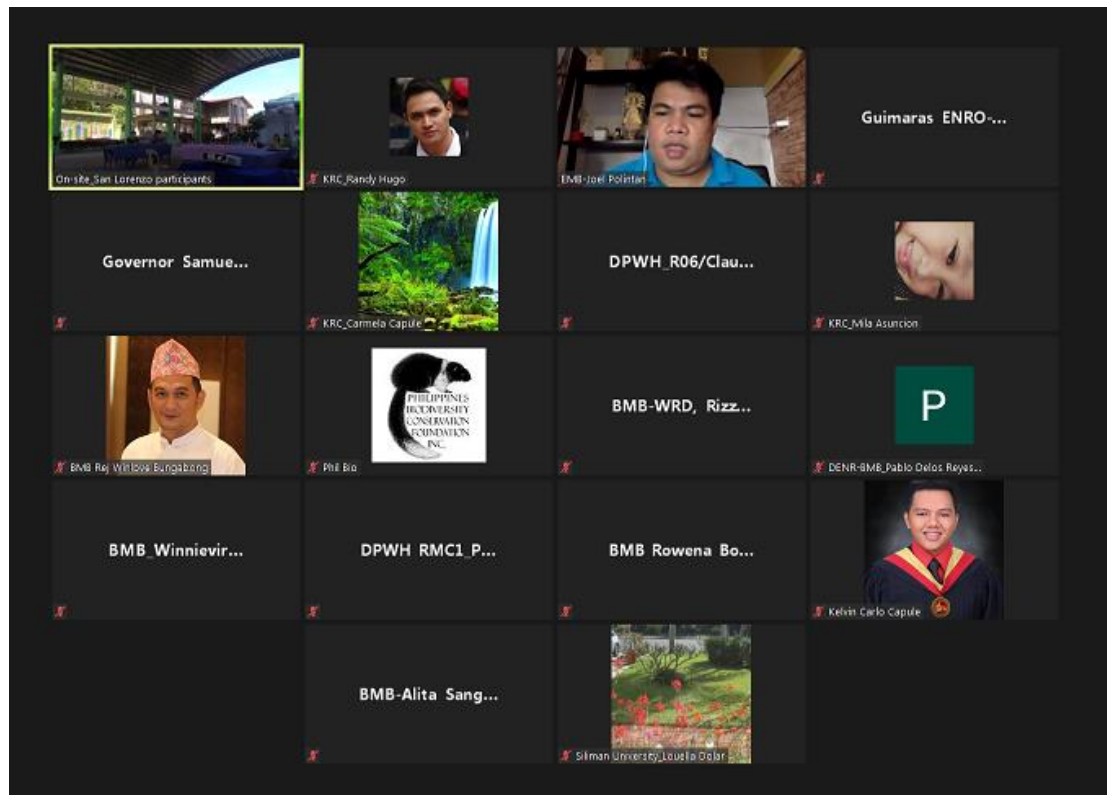 On-site_San Lorenzo participants
KRC_Randy Hugo
EMB-Joel Polintan
Guimaras ENRO-...
Governor Samue...
KRC_Carmela Capule
DPWH_R06/Clau...
KRC_Mila Asuncion
BMB Rej Winlove Bungabong
PHILIPPINES
BIODIVERSITY
CONSERVATION
FOUNDATION
INC.
Phil Bio
BMB-WRD, Rizz...
P
DENR-BMB_Pablo Delos Reyes...
BMB_Winnievir...
DPWH RMC1_P...
BMB Rowena Bo...
Kelvin Carlo Capule
BMB-Alita Sang...
Siliman University_Louella Dolar